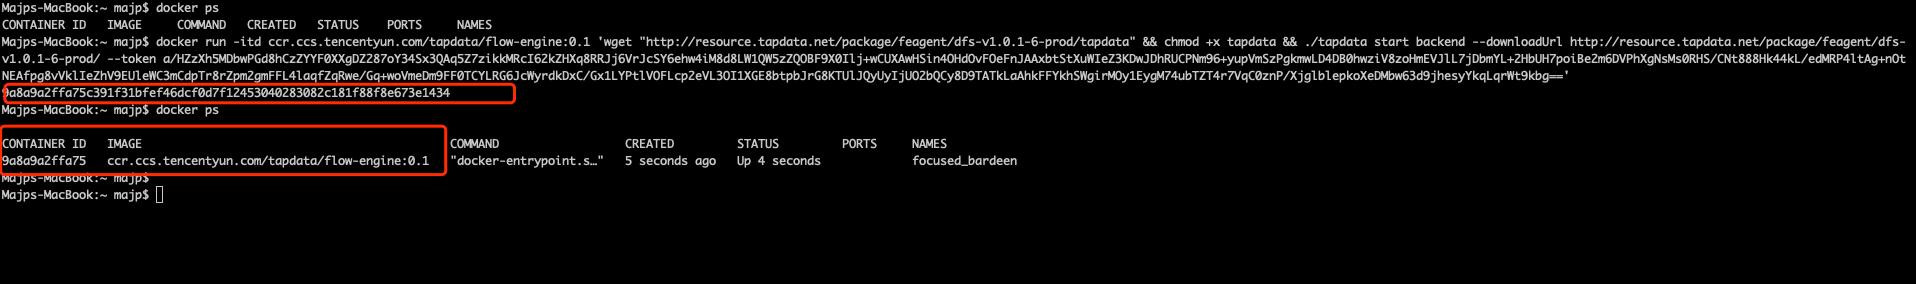 Majps-MacBook:~ majp$ docker ps
CONTAINER ID   IMAGE     COMMAND   CREATED   STATUS    PORTS     NAMES
Majps-MacBook:~ majp$ docker run -itd ccr.ccs.tencentyun.com/tapdata/flow-engine:0.1 'wget "http://resource.tapdata.net/package/feagent/dfs-v1.0.1-6-prod/tapdata" && chmod +x tapdata && ./tapdata start backend --downloadUrl http://resource.tapdata.net/package/feagent/dfs-
v1.0.1-6-prod/ --token a/HZzXh5MDbwPGd8hCzZYYF0XXgDZ287oY34Sx3QAq5Z7zikkMRcI62kZHXq8RRJj6VrJcSY6ehw4iM8d8LW1QW5zZQOBF9X0Ilj+wCUXAwHSin4OHdOvFOeFnJAAxbtStXuWIeZ3KDwJDhRUCPNm96+yupVmSzPgkmwLD4DB0hwziV8zoHmEVJlL7jDbmYL+2HbUH7poiBe2m6DVPhXgNsMs0RHS/CNt888Hk44kL/edMRP4ltAg+nOt
NEAfpg8vVklIeZhV9EUleWC3mCdpTr8rZpm2gmFFL4laqfZqRwe/Gq+woVmeDm9FF0TCYLRG6JcWyrdkDxC/Gx1LYPtlVOFLcp2eVL3OI1XGE8btpbJrG8KTUlJQyUyIjUO2bQCy8D9TATkLaAhkFFYkhSWgirMOy1EygM74ubTZT4r7VqC0znP/XjglblepkoXeDMbw63d9jhesyYkqLqrWt9kbg=='
9a8a9a2ffa75c391f31bfef46dcf0d7f12453040283082c181f88f8e673e1434
Majps-MacBook:~ majp$ docker ps
CONTAINER ID   IMAGE                                            COMMAND                  CREATED         STATUS         PORTS     NAMES
9a8a9a2ffa75   ccr.ccs.tencentyun.com/tapdata/flow-engine:0.1   "docker-entrypoint.s…"   5 seconds ago   Up 4 seconds             focused_bardeen
Majps-MacBook:~ majp$
Majps-MacBook:~ majp$